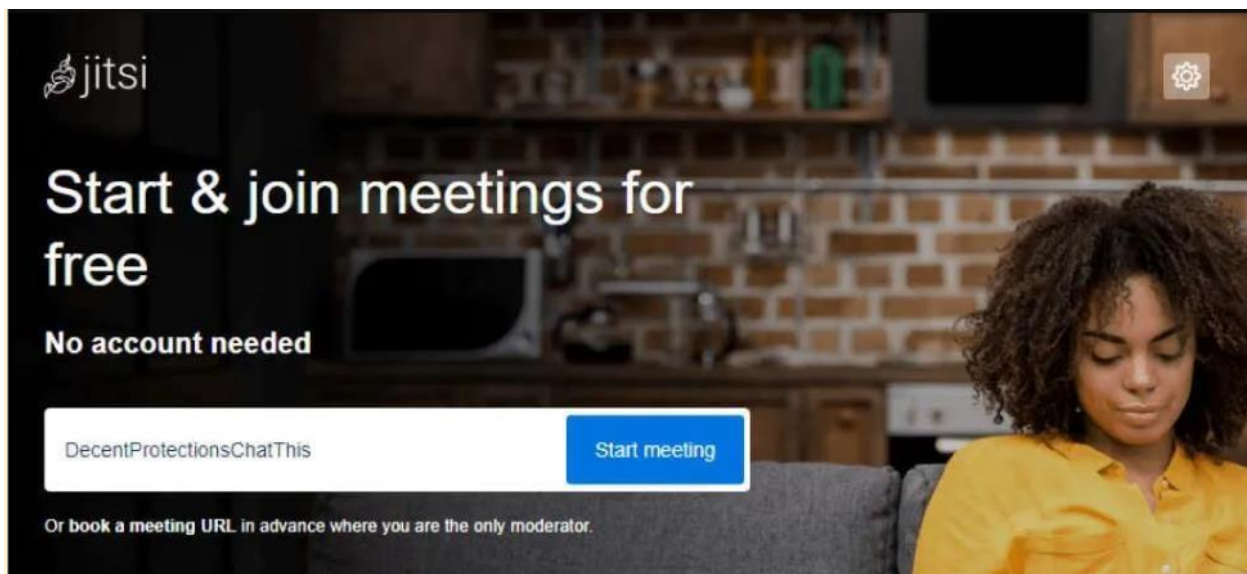 jitsi
Start & join meetings for
free
No account needed
DecentProtectionsChatThis
Start meeting
Or book a meeting URL in advance where you are the only moderator.